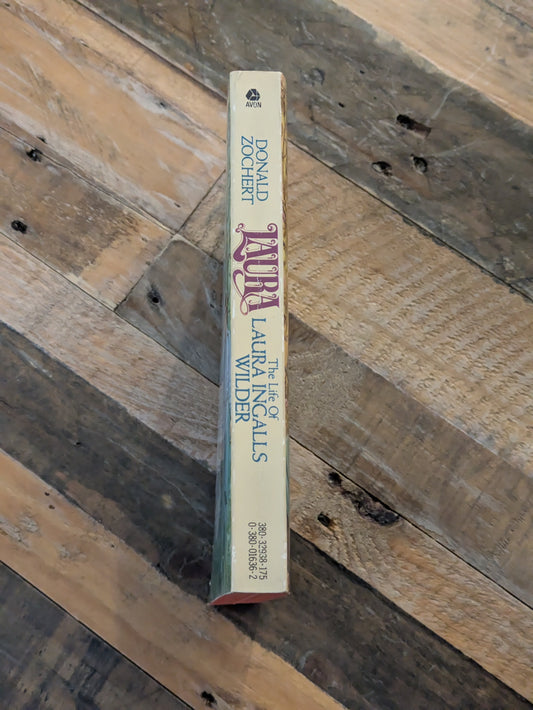 AVON
DONALD
ZOCHERT
LAURA
The Life Of
LAURA INGALLS
WILDER
380-32938-175
0-380-01636-2